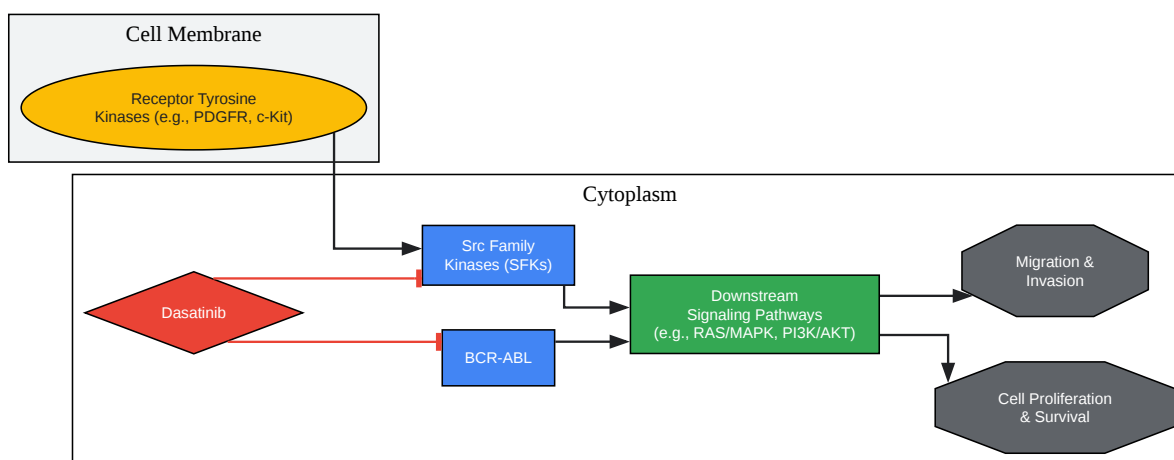 Cell Membrane
Receptor Tyrosine
Kinases (e.g., PDGFR, c-Kit)
Cytoplasm
Src Family
Kinases (SFKs)
Migration &
Invasion
Dasatinib
Downstream
Signaling Pathways
(e.g., RAS/MAPK, PI3K/AKT)
BCR-ABL
Cell Proliferation
& Survival